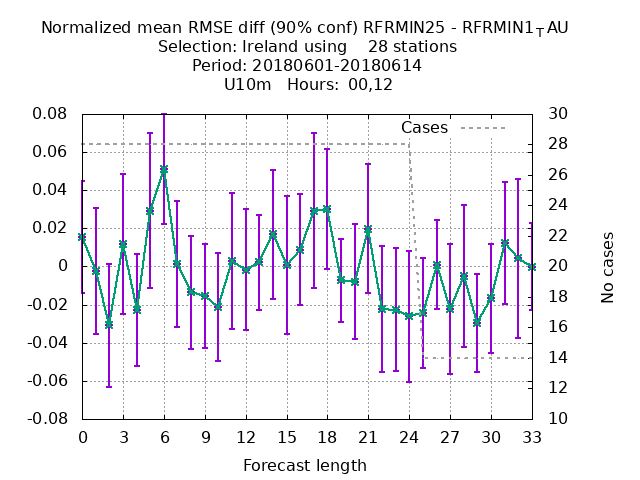 Normalized mean RMSE diff (90% conf) RFRMIN25 - RFRMIN1_TAU
Selection: Ireland using    28 stations
Period: 20180601-20180614
U10m   Hours:  00,12
Cases
0.08
0.06
0.04
0.02
0
-0.02
-0.04
-0.06
-0.08
30
28
26
24
22
20
18
16
14
12
10
No cases
0 3 6 9 12 15 18 21 24 27 30 33
Forecast length